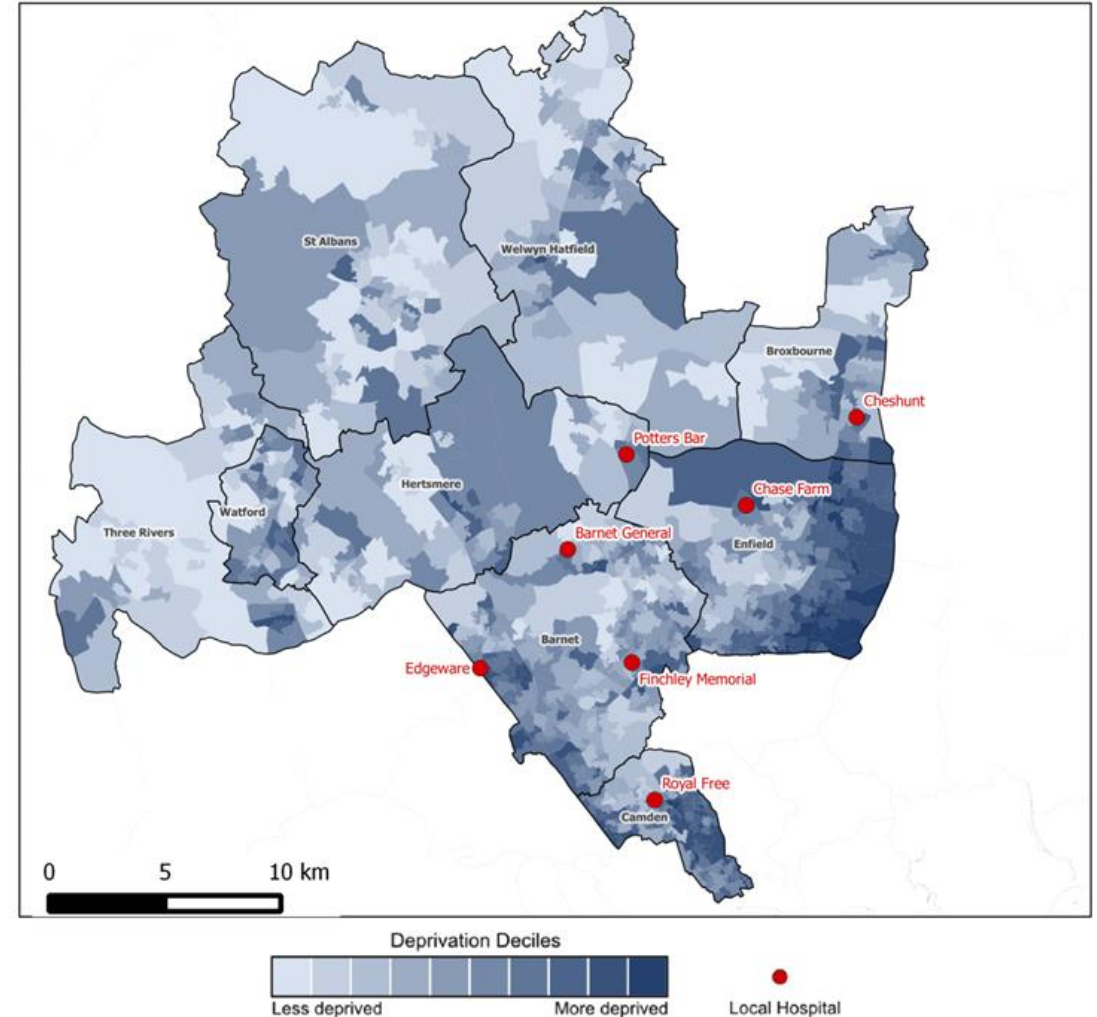 St Albans
Welwyn Hatfield
Broxbourne
Cheshunt
Potters Bar
Hertsmere
Chase Farm
Watford
Three Rivers
Barnet General
Enfield
Barnet
Edgeware
Finchley Memorial
Royal Free
Camden
0 5 10 km
Deprivation Deciles
Less deprived More deprived
Local Hospital